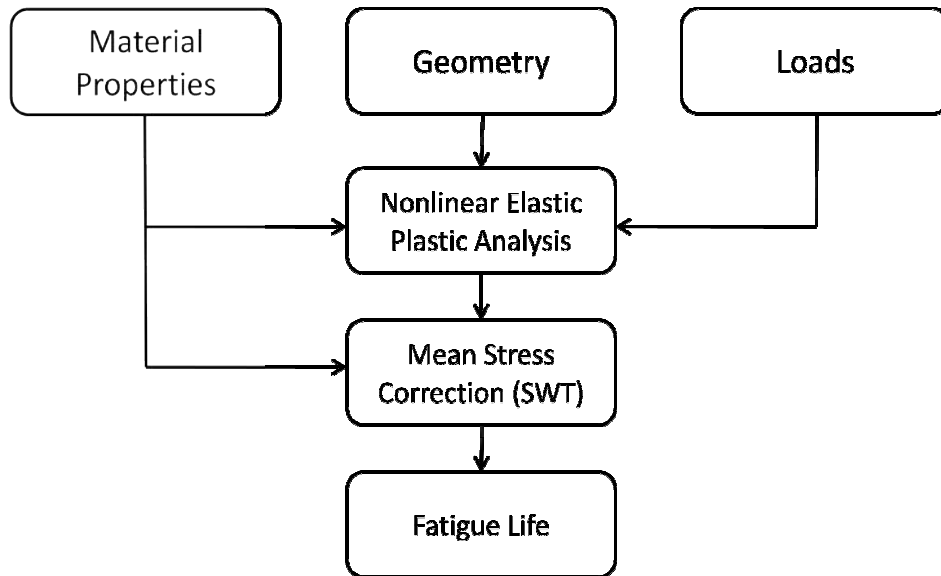 Material
Properties
Geometry
Loads
Nonlinear Elastic
Plastic Analysis
Mean Stress
Correction (SWT)
Fatigue Life